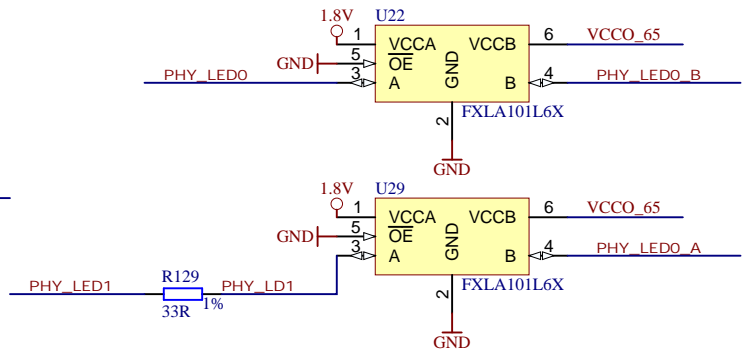 1.8V U22
1 VCCA VCCB 6 VCCO_65
GND 5 OE
PHY_LED0 3 A GND B 4 PHY_LED0_B
2 FXLA101L6X
GND
1.8V U29
1 VCCA VCCB 6 VCCO_65
GND 5 OE
3 A GND B 4 PHY_LED0_A
PHY_LED1 R129 PHY_LD1 2 FXLA101L6X
33R 1%
GND